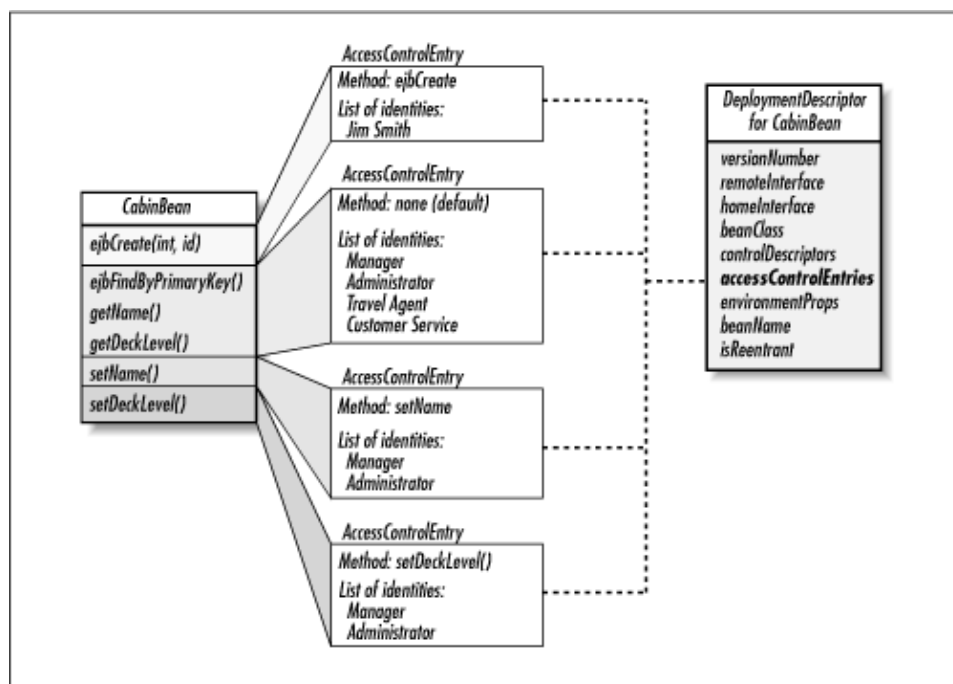 CabinBean
ejbCreate(int, id)
ejbFindByPrimaryKey()
getName()
getDeckLevel()
setName()
setDeckLevel()
AccessControlEntry
Method: ejbCreate
List of identities:
Jim Smith
AccessControlEntry
Method: none (default)
List of identities:
Manager
Administrator
Travel Agent
Customer Service
AccessControlEntry
Method: setName
List of identities:
Manager
Administrator
AccessControlEntry
Method: setDeckLevel()
List of identities:
Manager
Administrator
DeploymentDescriptor
for CabinBean
versionNumber
remoteInterface
homeInterface
beanClass
controlDescriptors
accessControlEntries
environmentProps
beanName
isReentrant